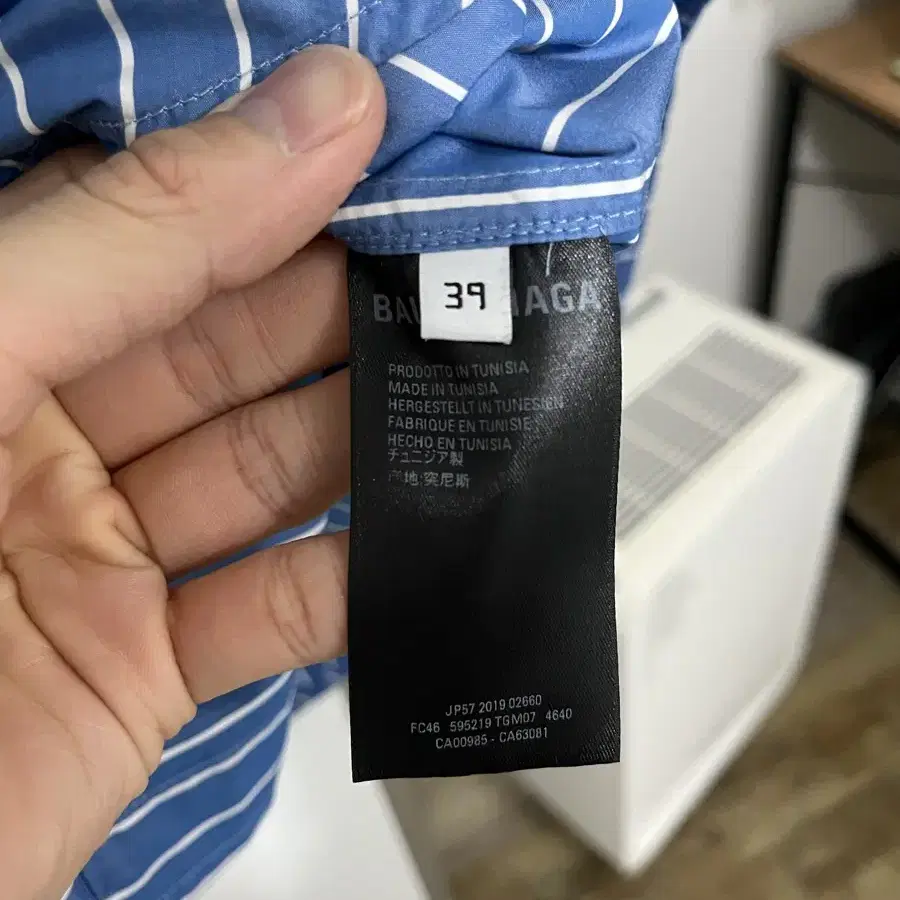 39
BALENCIAGA
PRODOTTO IN TUNISIA
MADE IN TUNISIA
HERGESTELLT IN TUNESIEN
FABRIQUE EN TUNISIE
HECHO EN TUNISIA
チュニジア製
产地:突尼斯
JP57 2019 02660
FC46 595219 TGM07 4640
CA00985 - CA63081